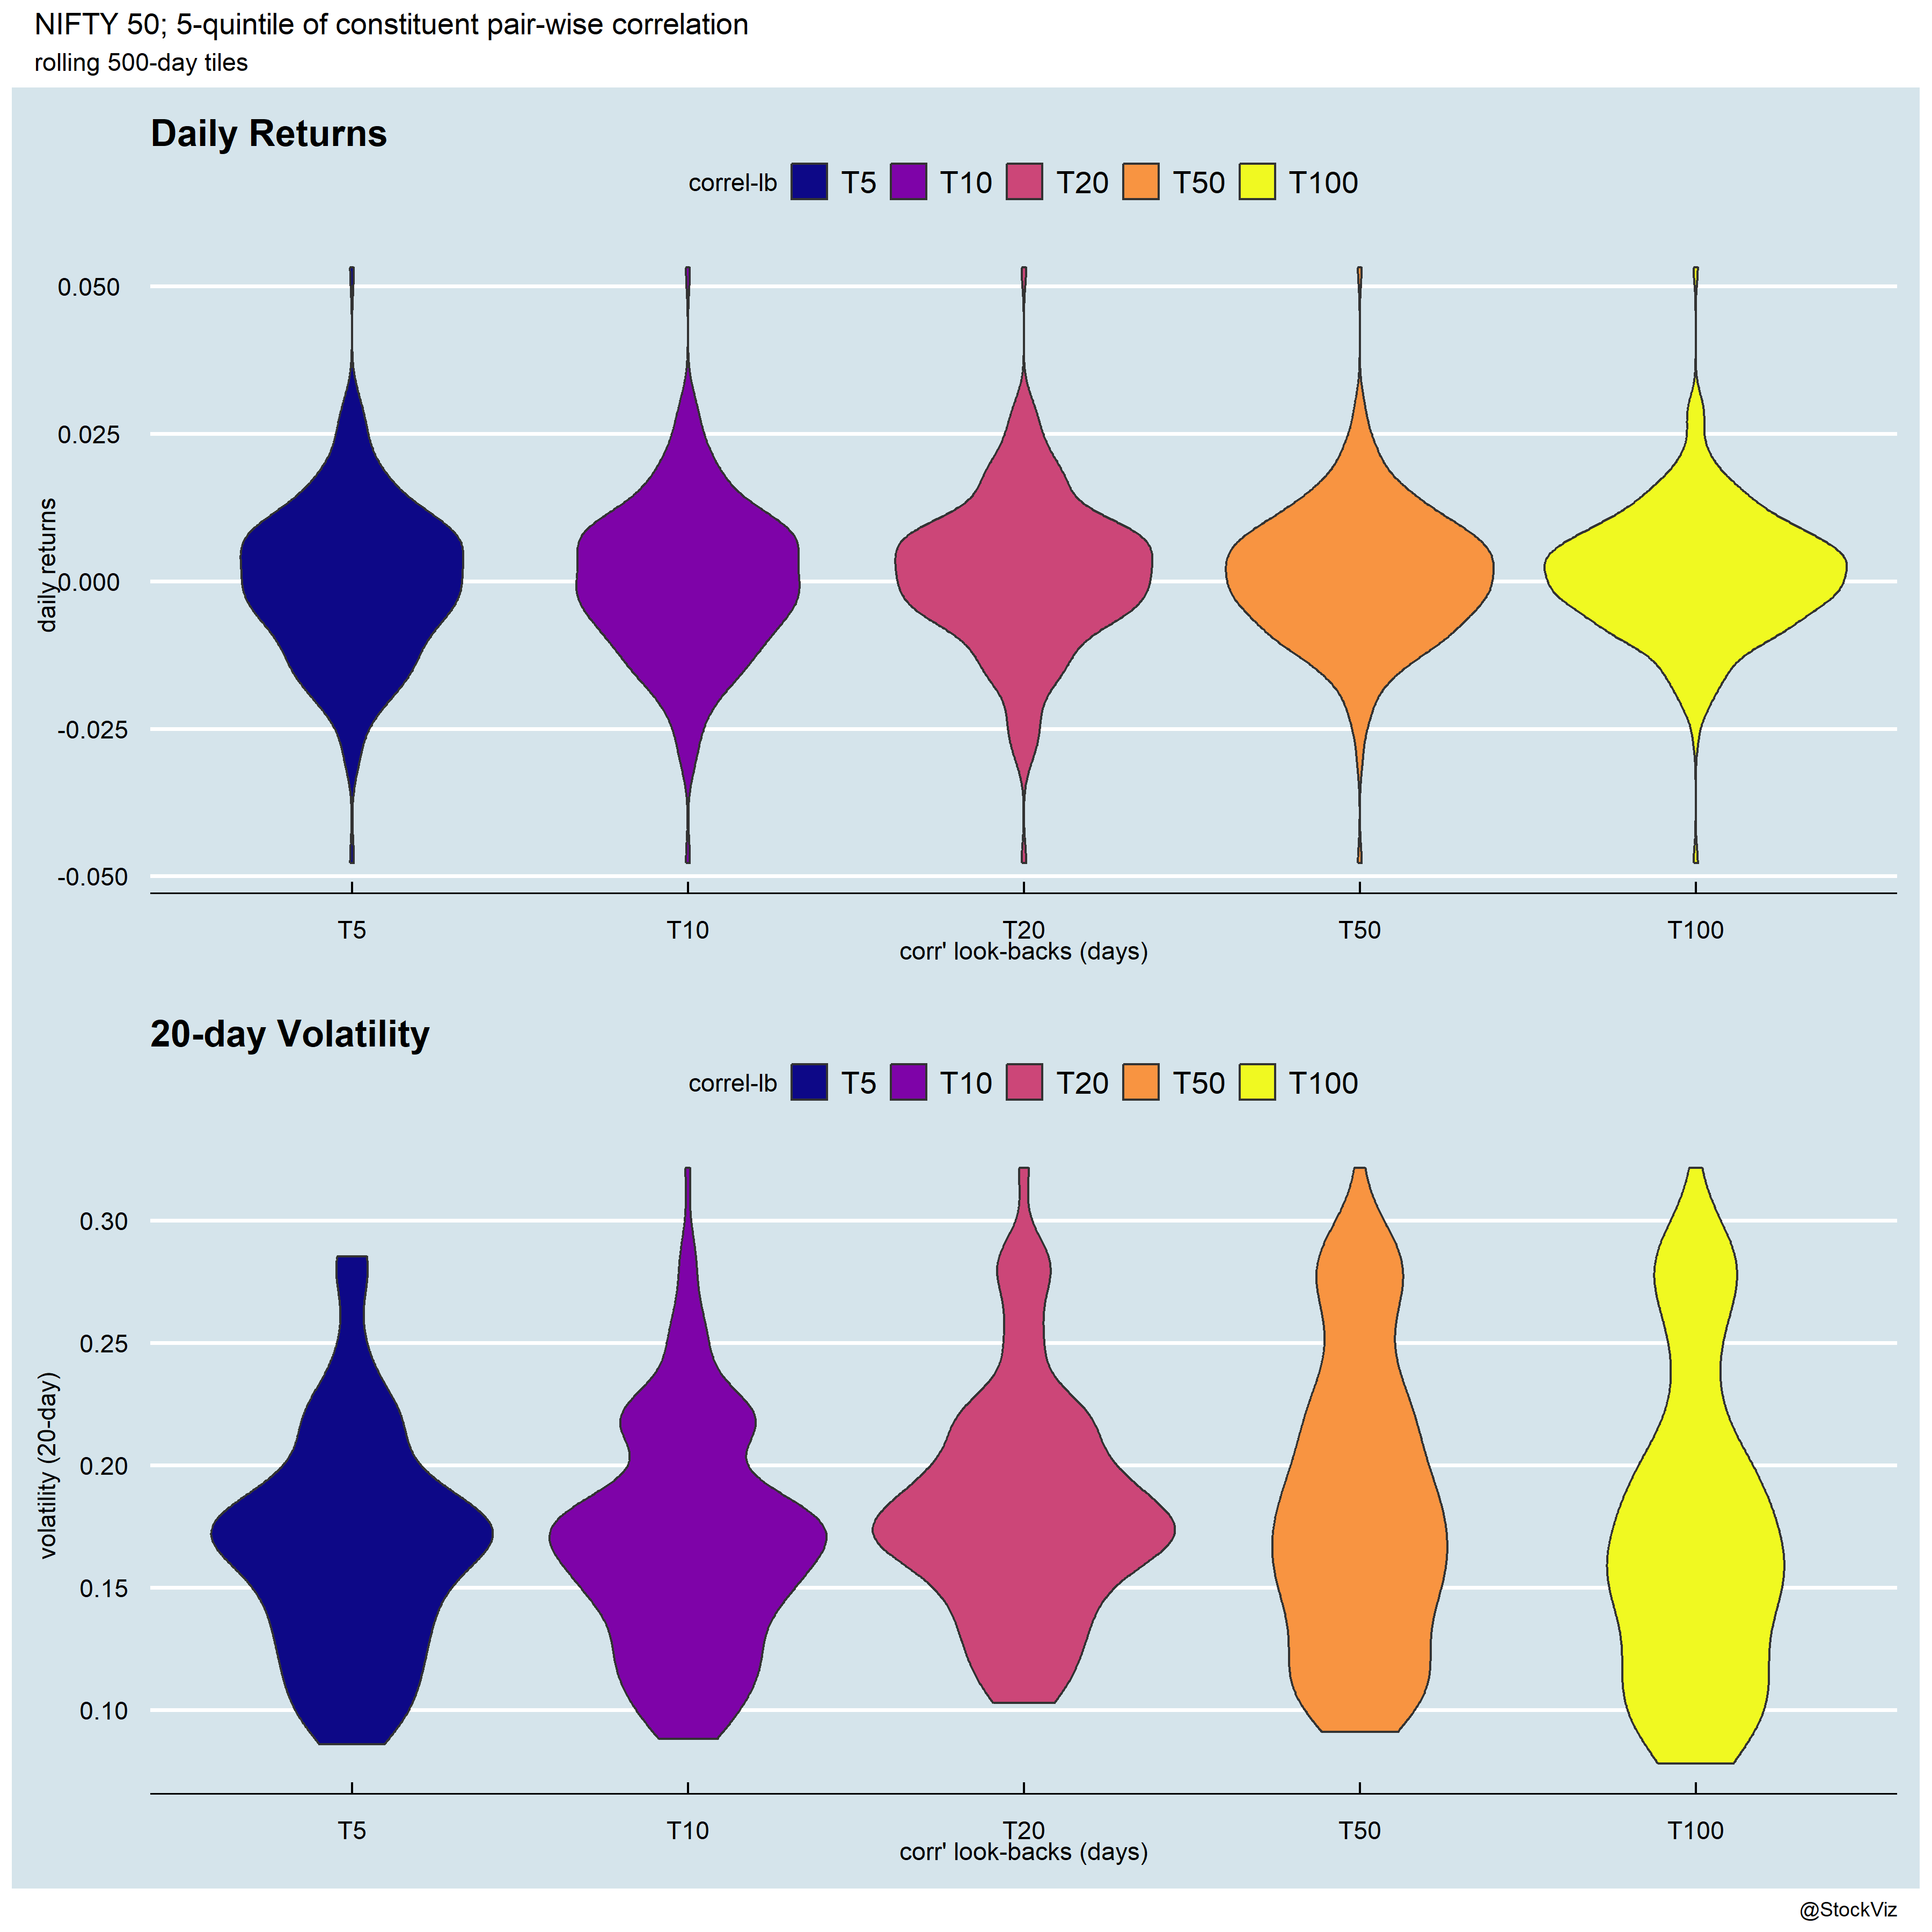 NIFTY 50; 5-quintile of constituent pair-wise correlation
rolling 500-day tiles
Daily Returns
correl-lb T5 T10 T20 T50 T100
daily returns
0.050
0.025
0.000
-0.025
-0.050
T5 T10 T20 T50 T100
corr' look-backs (days)
20-day Volatility
correl-lb T5 T10 T20 T50 T100
volatility (20-day)
0.30
0.25
0.20
0.15
0.10
T5 T10 T20 T50 T100
corr' look-backs (days)
@StockViz